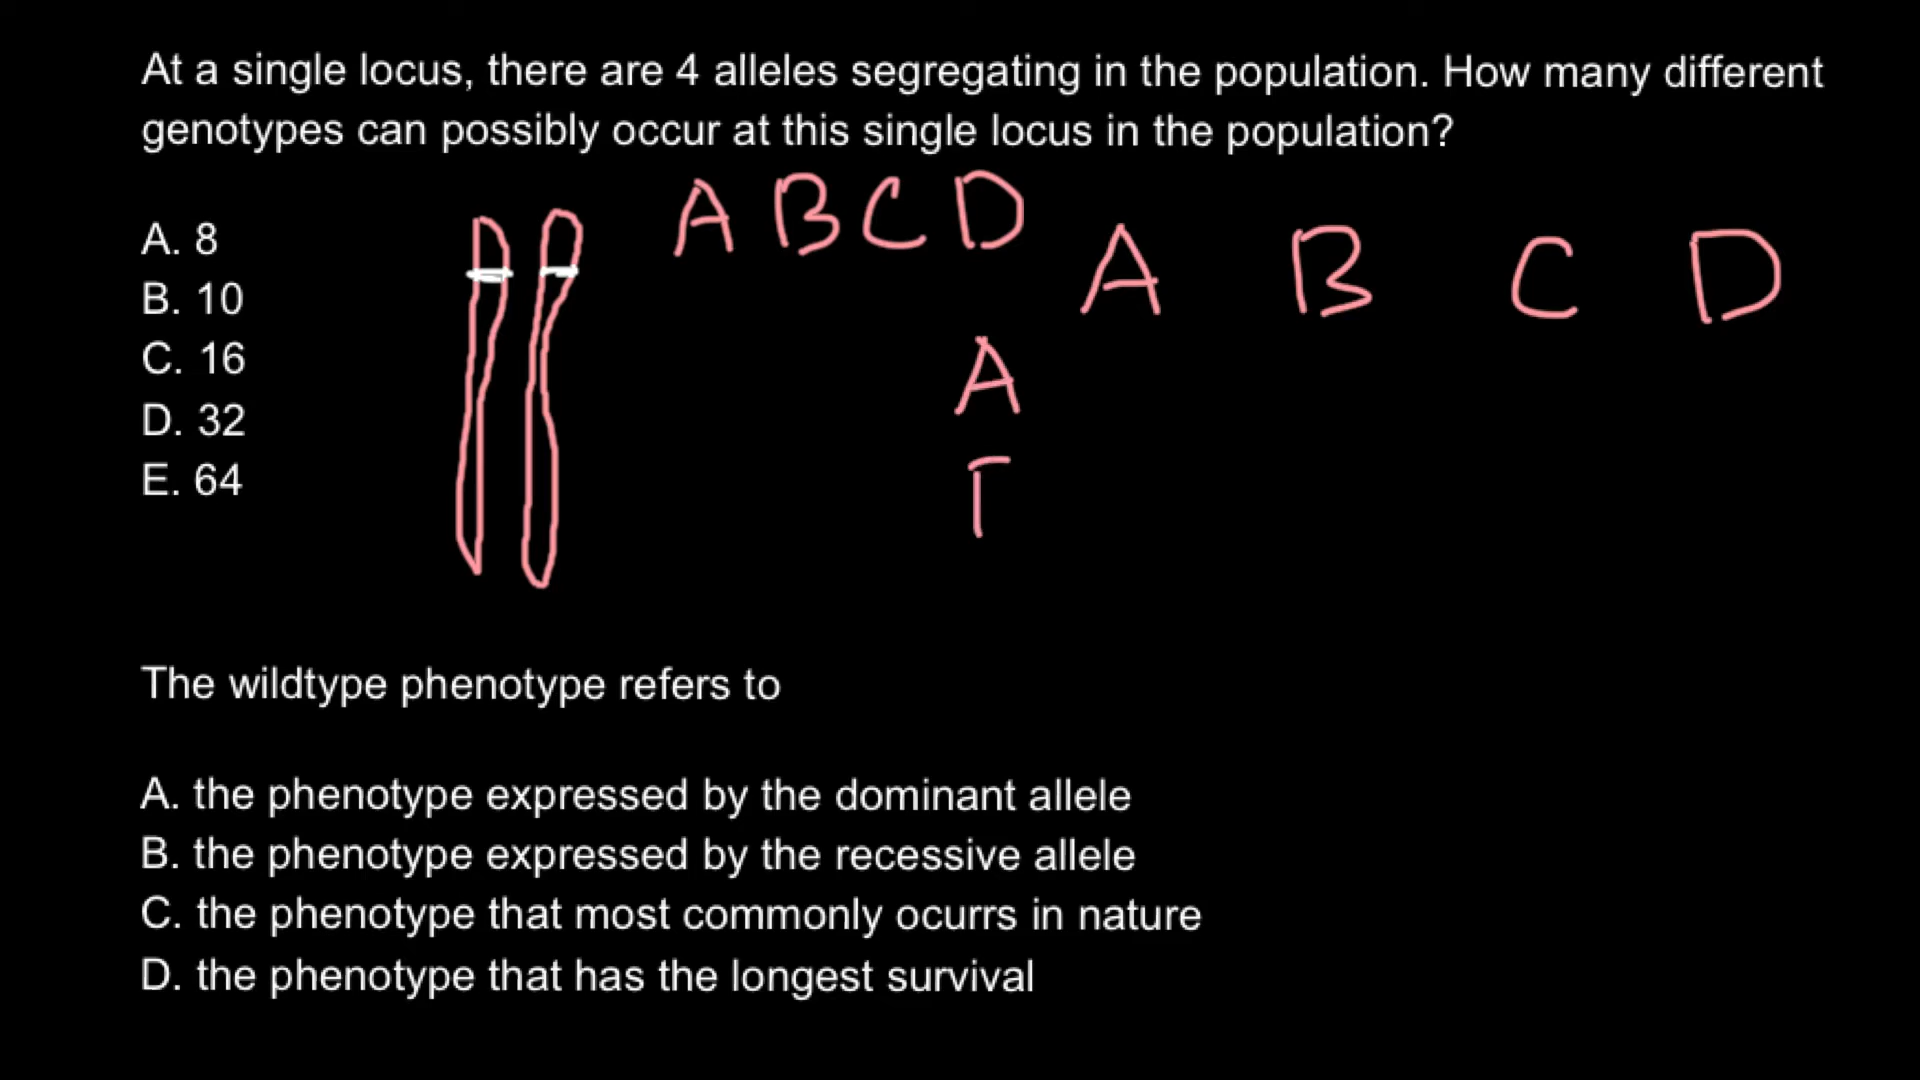 At a single locus, there are 4 alleles segregating in the population. How many different
genotypes can possibly occur at this single locus in the population?
A B C D
A. 8
B. 10
C. 16
D. 32
E. 64
A B C D
A
The wildtype phenotype refers to
A. the phenotype expressed by the dominant allele
B. the phenotype expressed by the recessive allele
C. the phenotype that most commonly ocurrs in nature
D. the phenotype that has the longest survival